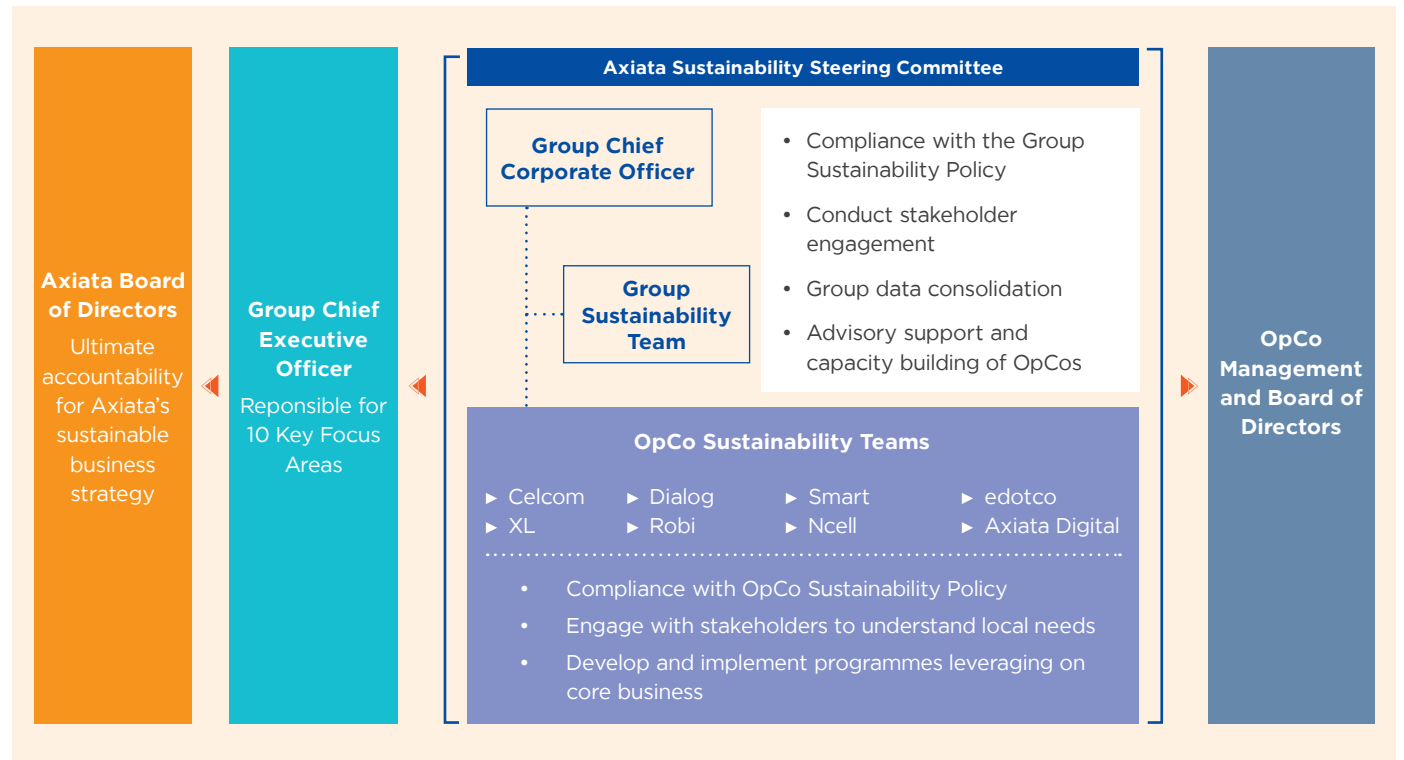 Axiata Board
of Directors
Ultimate
accountability
for Axiata's
sustainable
business
strategy
Group Chief
Executive
Officer
Reponsible for
10 Key Focus
Areas
Axiata Sustainability Steering Committee
Group Chief
Corporate Officer
Group
Sustainability
Team
• Compliance with the Group
Sustainability Policy
• Conduct stakeholder
engagement
• Group data consolidation
• Advisory support and
capacity building of OpCos
OpCo Sustainability Teams
► Celcom ► Dialog ► Smart ► edotco
► XL ► Robi ► Ncell ► Axiata Digital
• Compliance with OpCo Sustainability Policy
• Engage with stakeholders to understand local needs
• Develop and implement programmes leveraging on
core business
OpCo
Management
and Board of
Directors